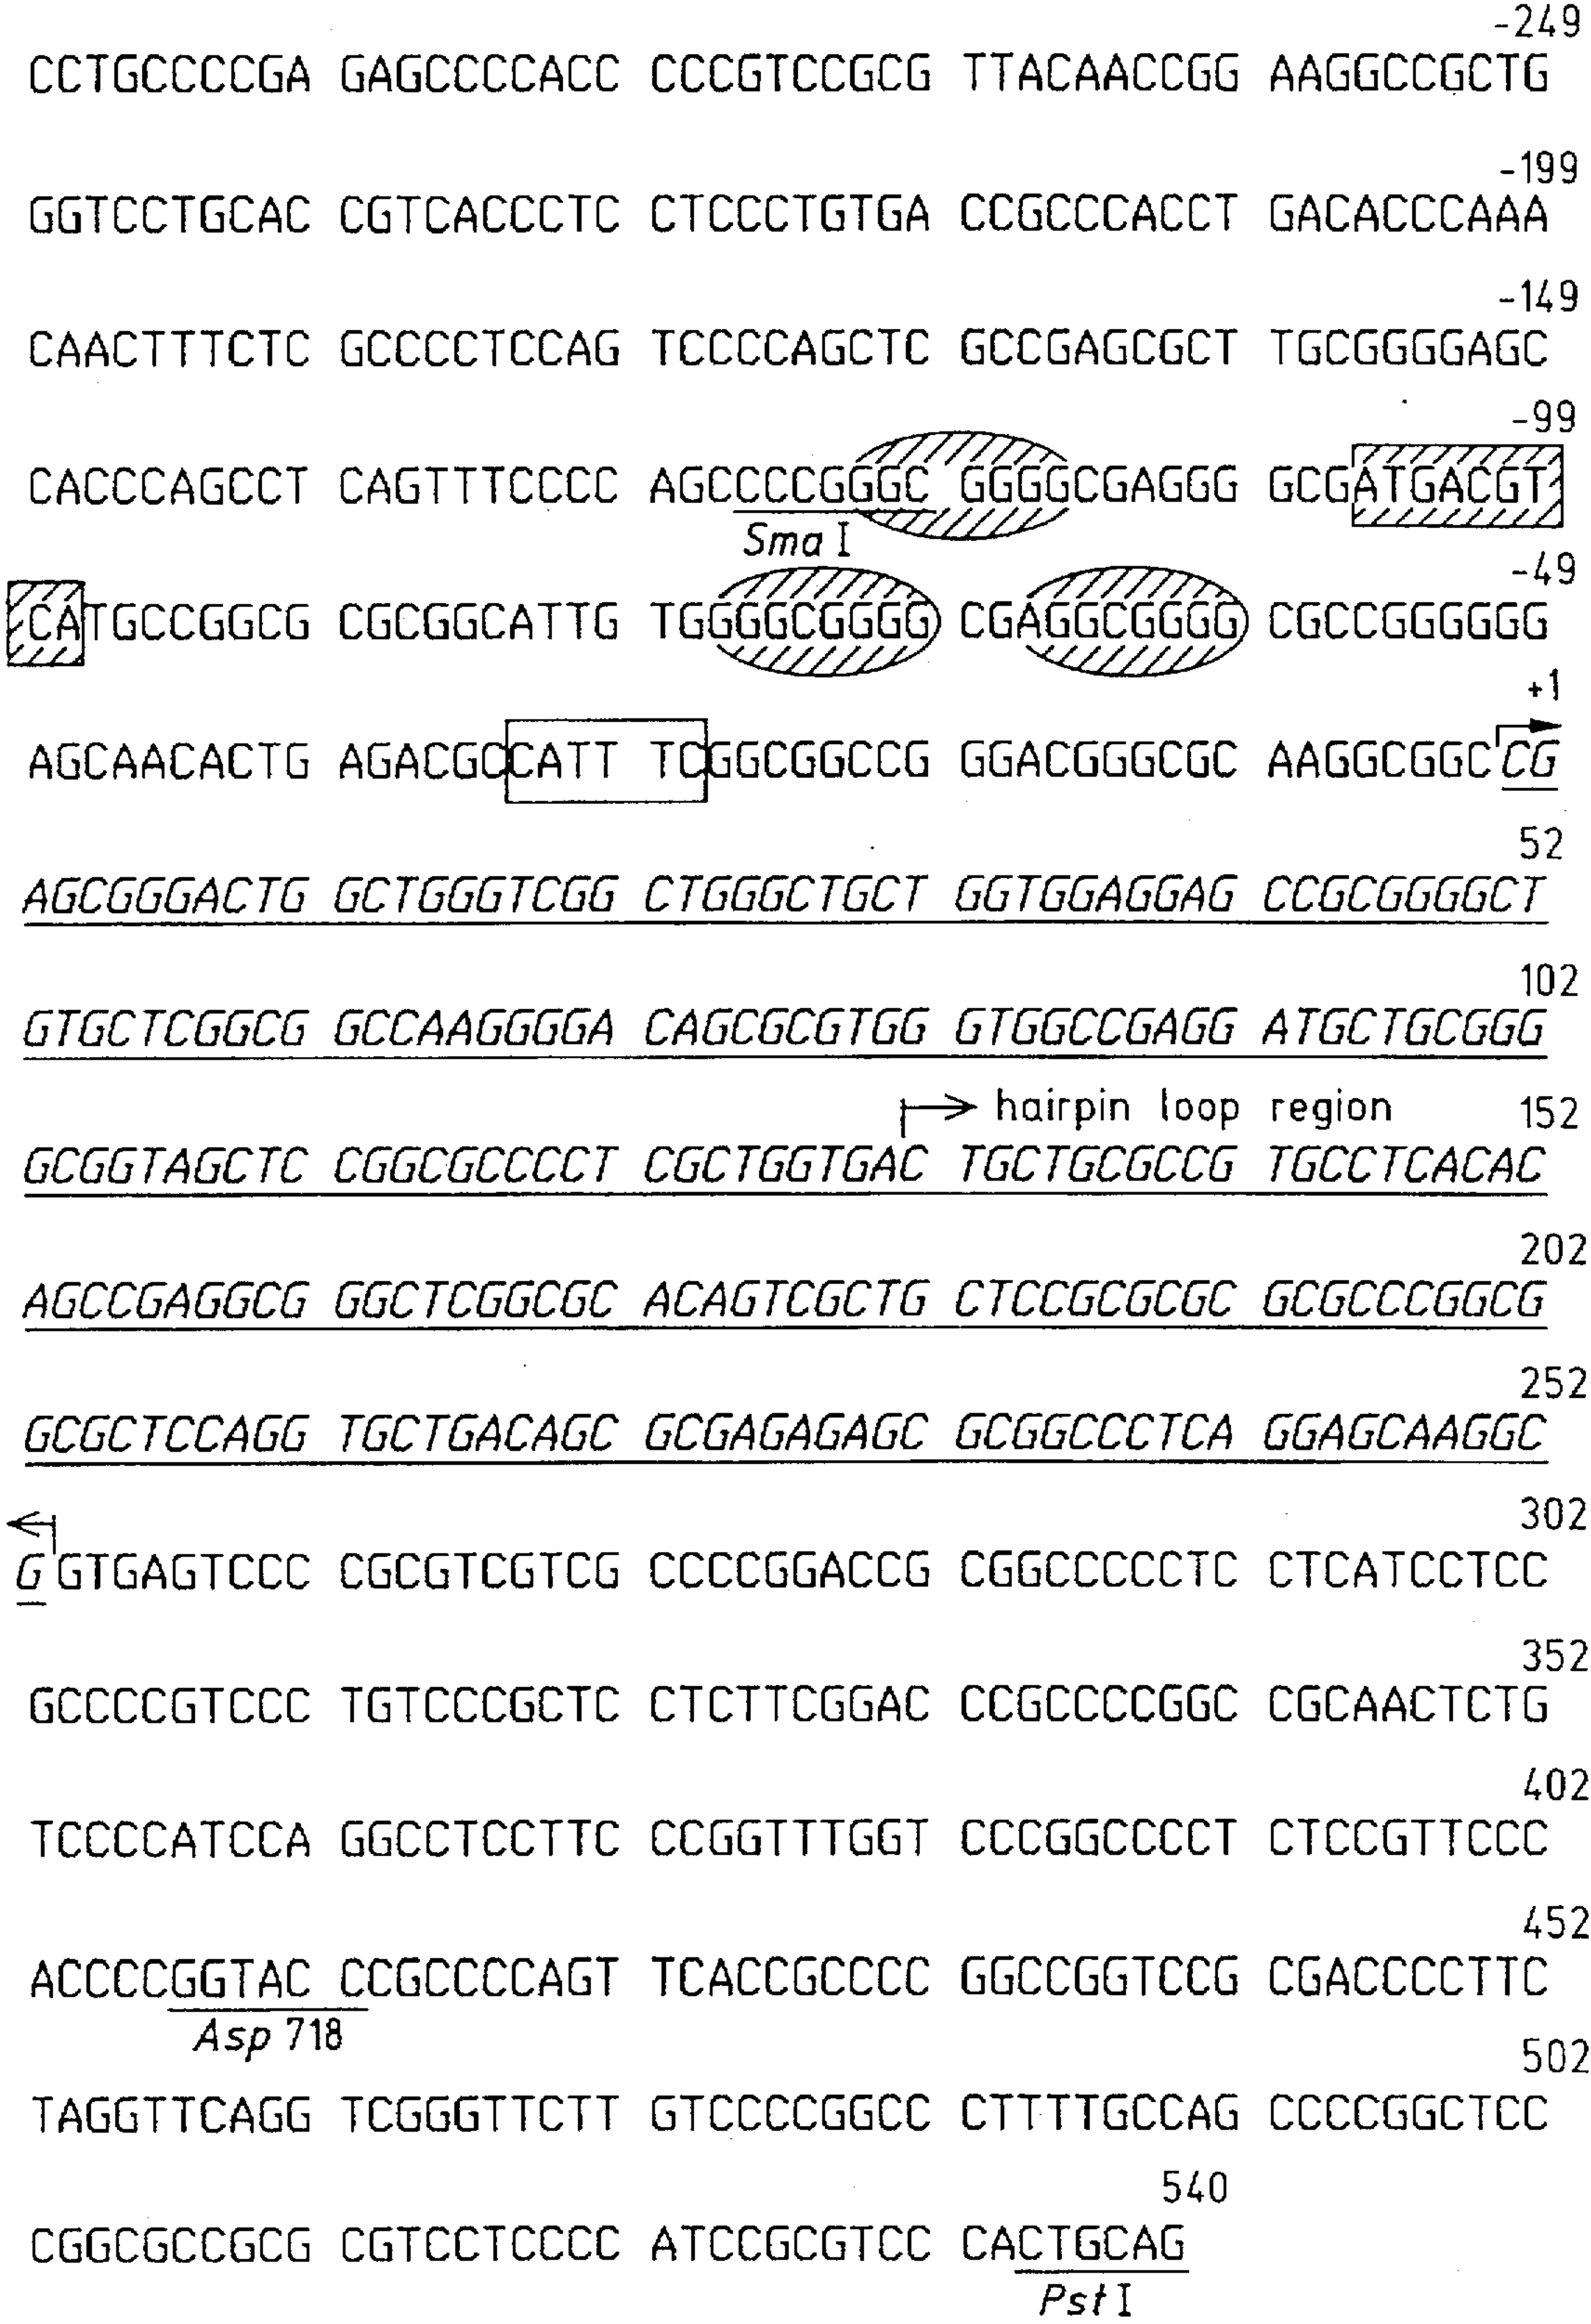 -249
CCTGCCCCGA GAGCCCCACC CCCGTCCGCG TTACAACCGG AAGGCCGCTG
-199
GGTCCTGCAC CGTCACCCTC CTCCCTGTGA CCGCCCACCT GACACCCAAA
-149
CAACTTTCTC GCCCCTCCAG TCCCCAGCTC GCCGAGCGCT TGCGGGGAGC
-99
CACCCAGCCT CAGTTTCCCC AGCCCCGGGC GGGGCGAGGG GCGATGACGT
Sma I
-49
CATGCCGGCG CGCGGCATTG TGGGGCGGGG CGAGGCGGGG CGCCGGGGGG
+1
AGCAACACTG AGACGCCATT TCGGCGGCCG GGACGGGCGC AAGGCGGGCCG
52
AGCGGGACTG GCTGGGTCGG CTGGGCTGCT GGTGGAGGAG CCGCGGGGCT
102
GTGCTCGGCG GCCAAGGGGA CAGCGCGTGG GTGGCCGAGG ATGCTGCGGG
hairpin loop region 152
GCGGTAGCTC CGGCGCCCCT CGCTGGTGAC TGCTGCGCCG TGCCTCACAC
202
AGCCGAGGCG GGCTCGGCGC ACAGTCGCTG CTCCGCGCGC GCGCCCGGCG
252
GCGCTCCAGG TGCTGACAGC GCGAGAGAGC GCGGCCCTCA GGAGCAAGGC
302
G GTGAGTCCC CGCGTCGTCG CCCCGGACCG CGGCCCCCTC CTCATCCTCC
352
GCCCCGTCCC TGTCCCGCTC CTCTTCGGAC CCGCCCCGGC CGCAACTCTG
402
TCCCCATCCA GGCCTCCTTC CCGGTTTGGT CCCGGCCCCT CTCCGTTCCC
452
ACCCCGGTAC CCGCCCCAGT TCACCGCCCC GGCCGGTCCG CGACCCCTTC
Asp 718
502
TAGGTTCAGG TCGGGTTCTT GTCCCCGGCC CTTTTGCCAG CCCCGGCTCC
540
CGGCGCCGCG CGTCCTCCCC ATCCGCGTCC CACTGCAG
Pst I